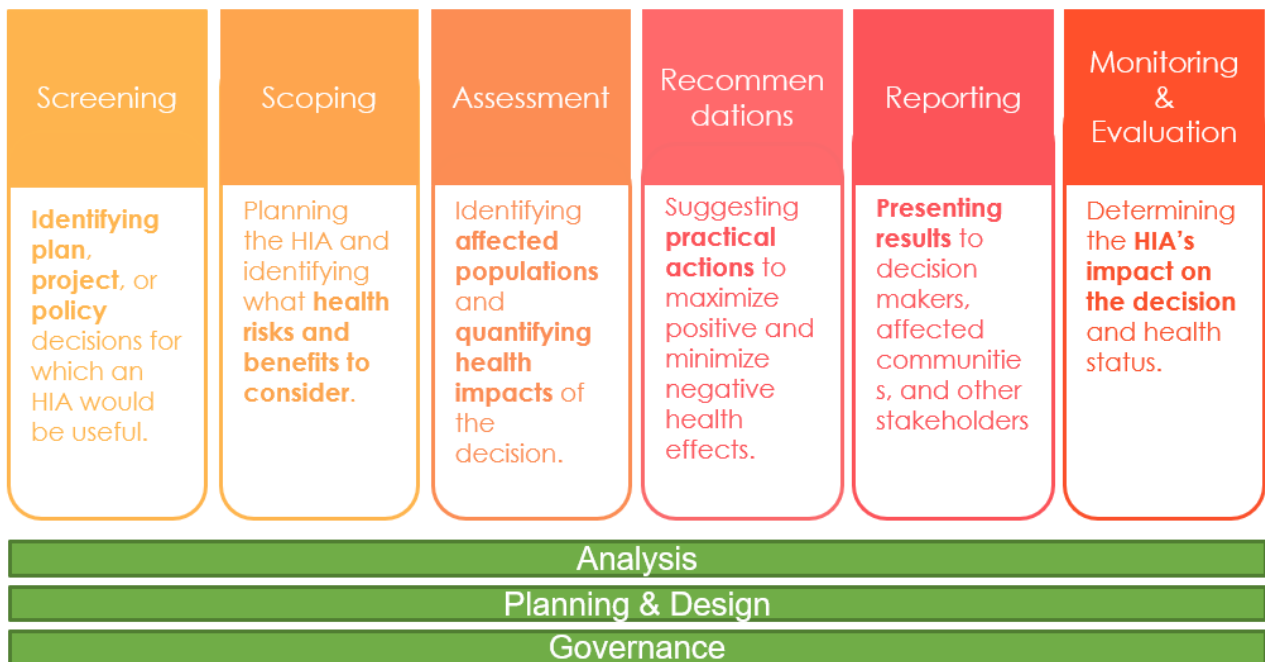 Screening
Identifying
plan,
project, or
policy
decisions for
which an
HIA would
be useful.
Scoping
Planning
the HIA and
identifying
what health
risks and
benefits to
consider.
Assessment
Identifying
affected
populations
and
quantifying
health
impacts of
the
decision.
Recommen
dations
Suggesting
practical
actions to
maximize
positive and
minimize
negative
health
effects.
Reporting
Presenting
results to
decision
makers,
affected
communitie
s, and other
stakeholders
Monitoring
&
Evaluation
Determining
the HIA’s
impact on
the decision
and health
status.
Analysis
Planning & Design
Governance